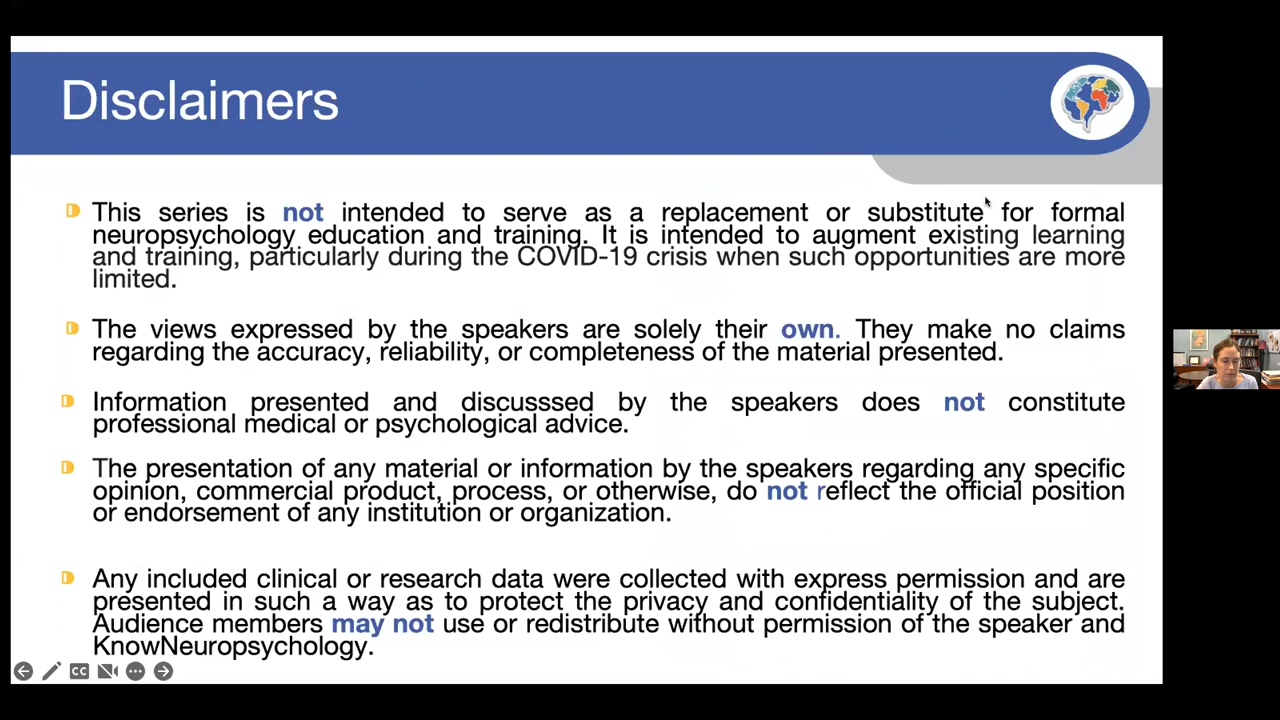 Disclaimers
This series is not intended to serve as a replacement or substitute for formal
neuropsychology education and training. It is intended to augment existing learning
and training, particularly during the COVID-19 crisis when such opportunities are more
limited.
The views expressed by the speakers are solely their own. They make no claims
regarding the accuracy, reliability, or completeness of the material presented.
Information presented and discusssed by the speakers does not constitute
professional medical or psychological advice.
The presentation of any material or information by the speakers regarding any specific
opinion, commercial product, process, or otherwise, do not reflect the official position
or endorsement of any institution or organization.
Any included clinical or research data were collected with express permission and are
presented in such a way as to protect the privacy and confidentiality of the subject.
Audience members may not use or redistribute without permission of the speaker and
KnowNeuropsychology.
CC